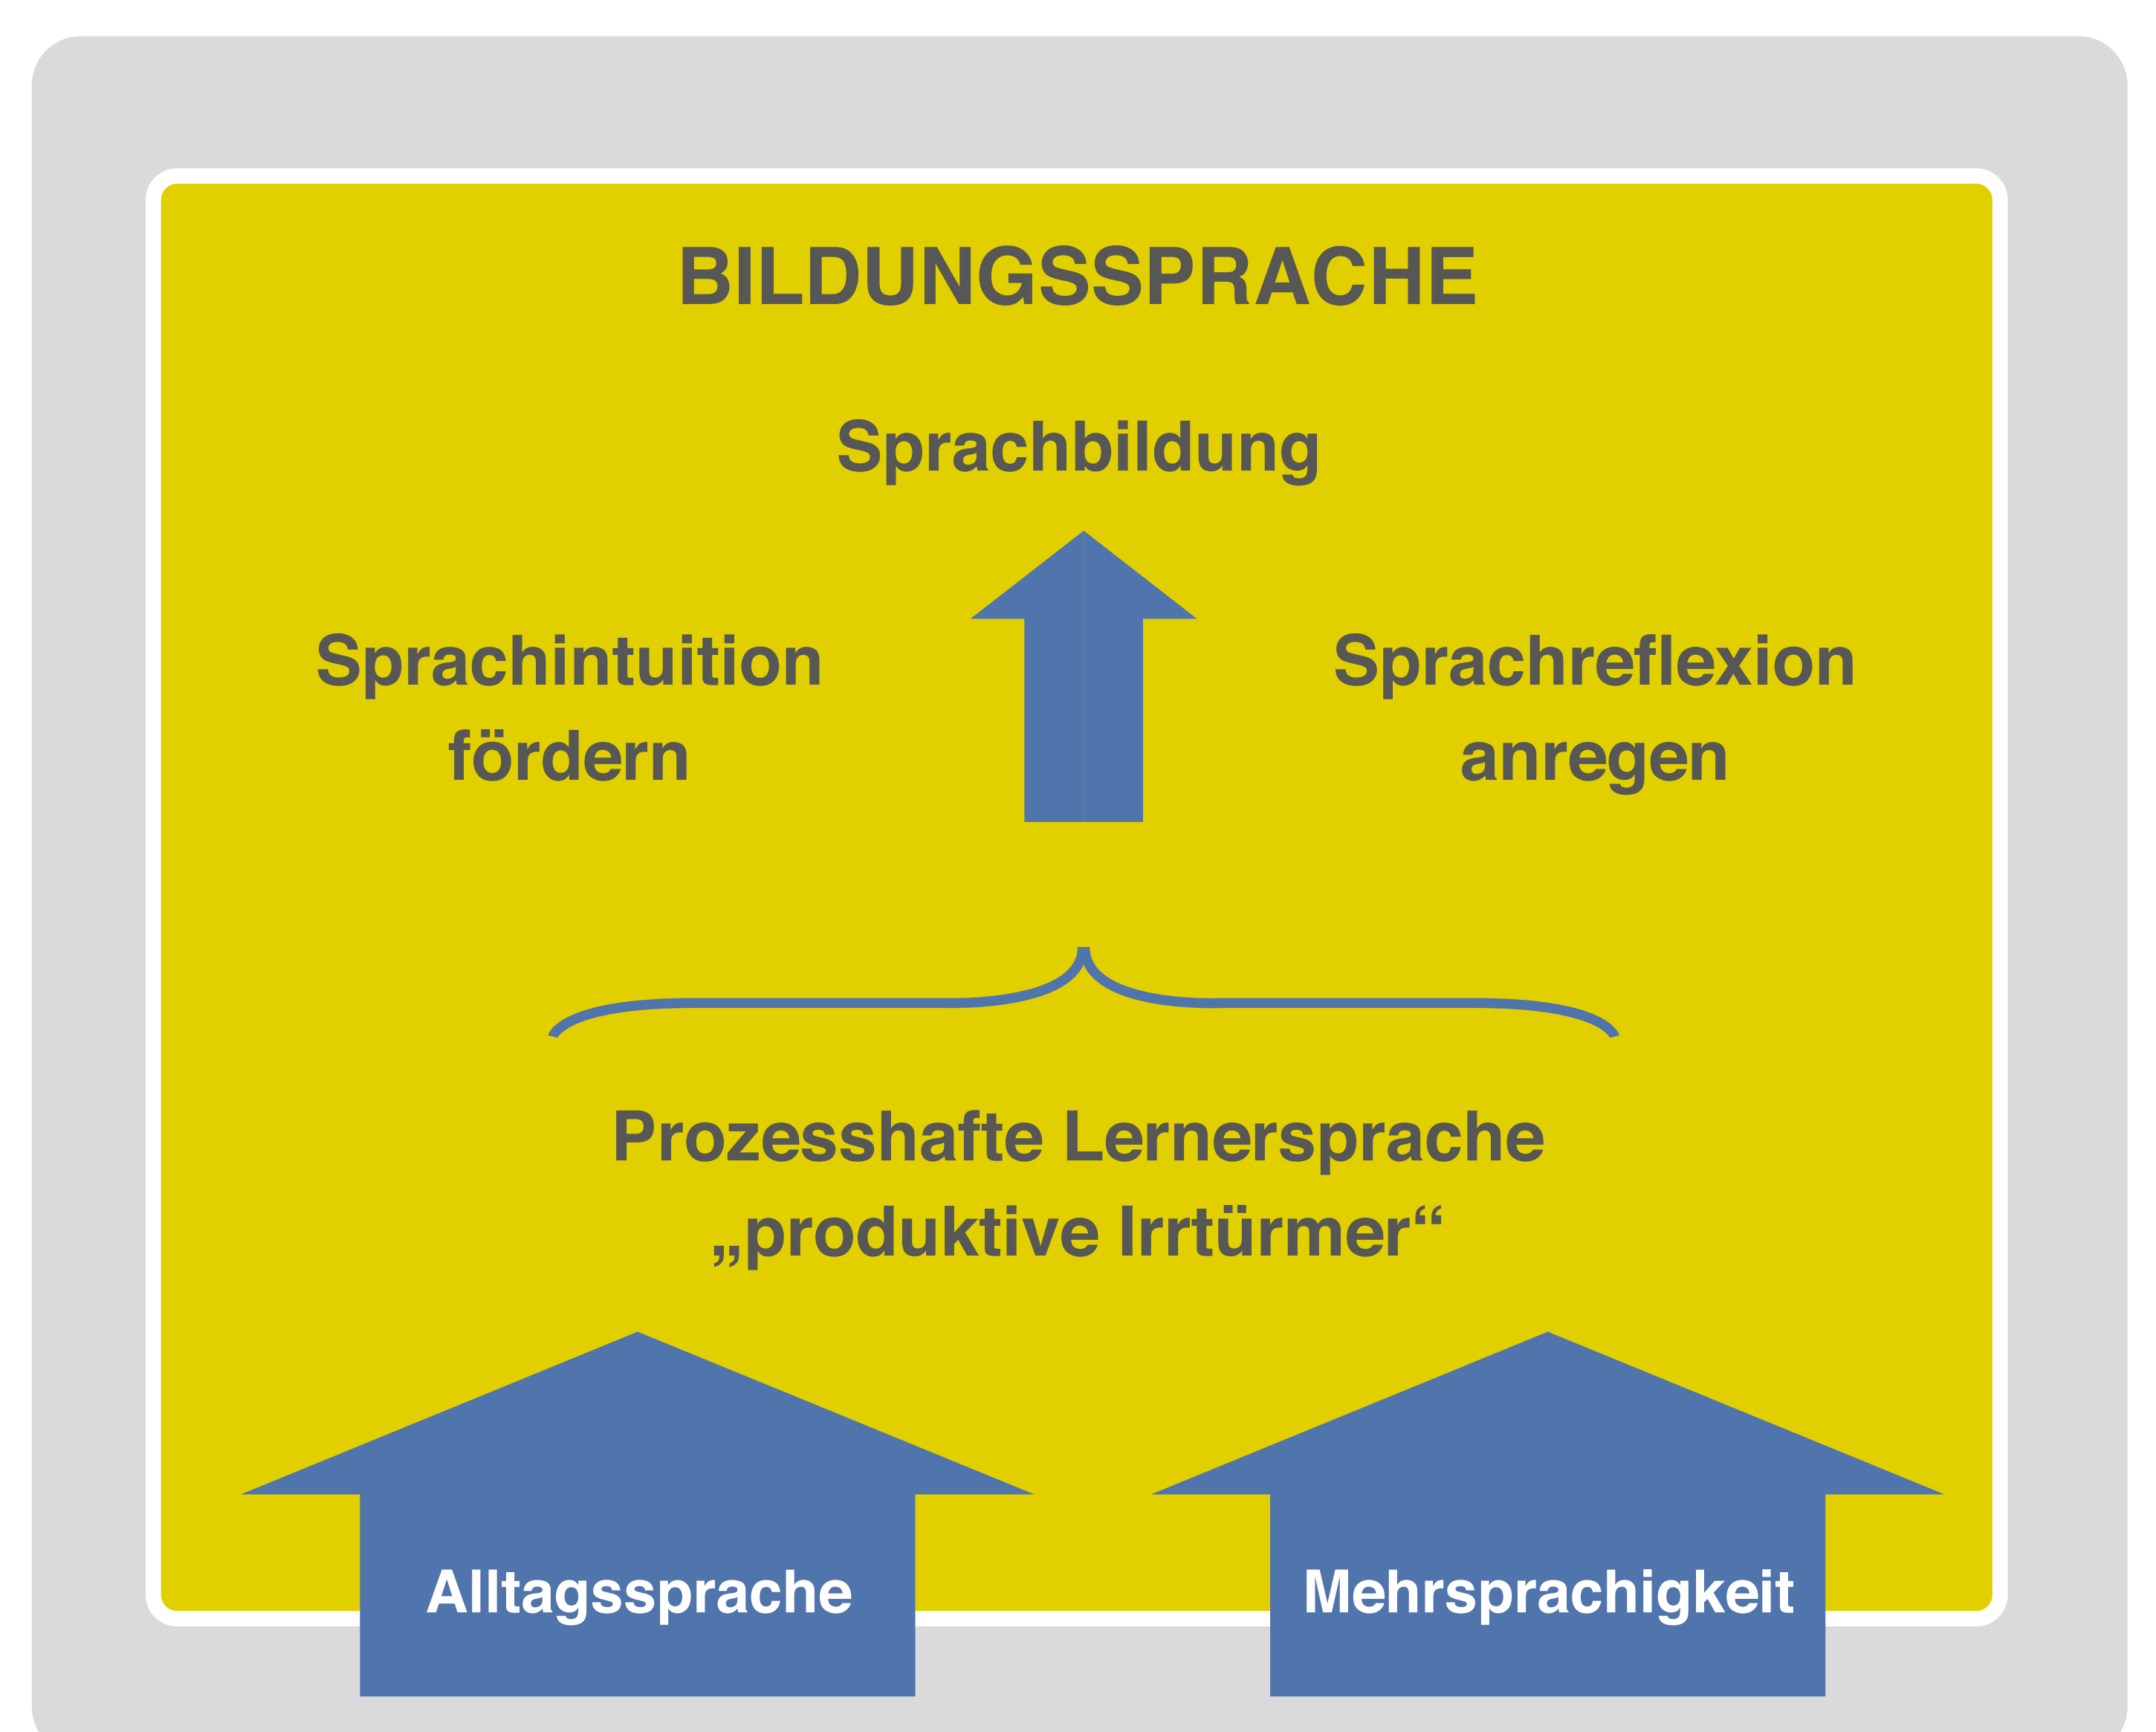 BILDUNGSSPRACHE
Sprachbildung
Sprachintuition
fördern
Sprachreflexion
anregen
Prozesshafte Lernersprache
„produktive Irrtürmer“
Alltagssprache
Mehrsprachigkeit